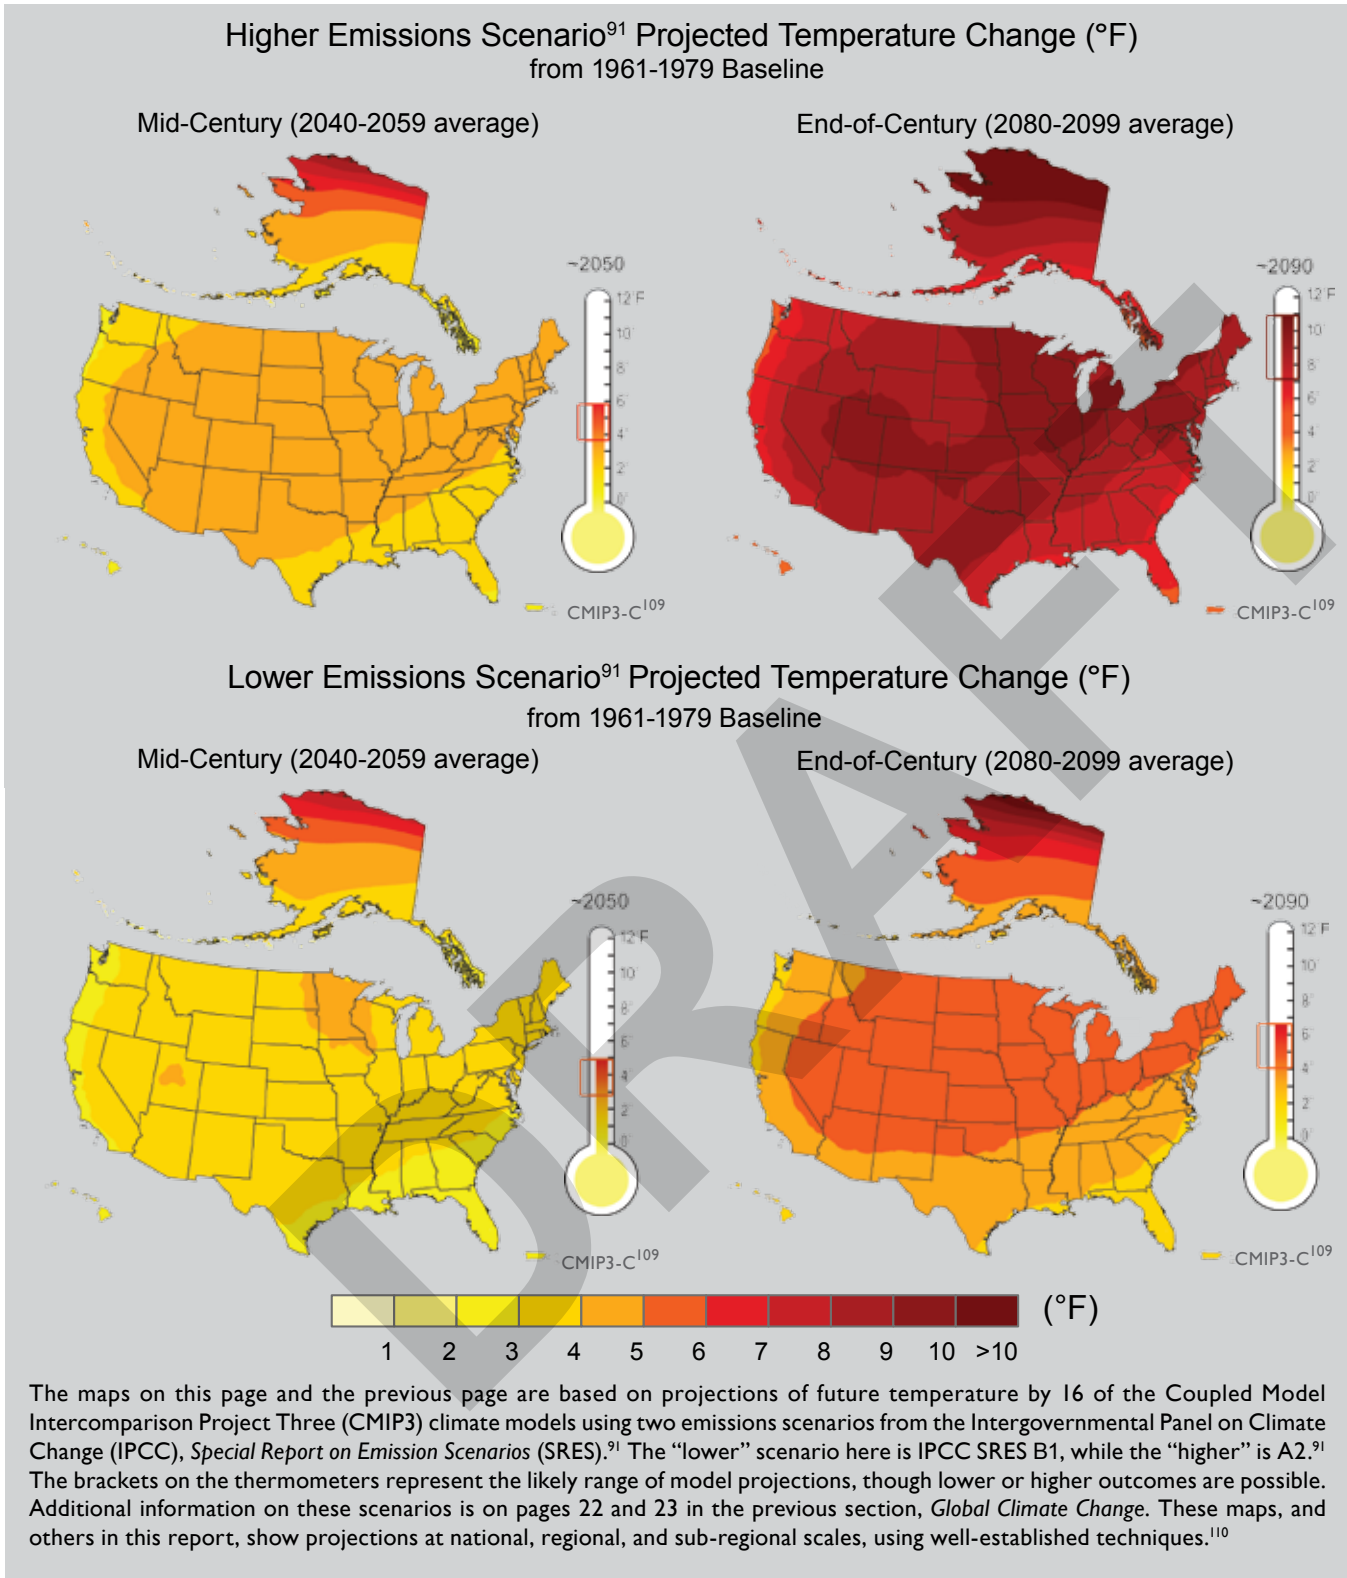 Higher Emissions Scenario91 Projected Temperature Change (°F)
from 1961-1979 Baseline
Mid-Century (2040-2059 average)
End-of-Century (2080-2099 average)
~2050
12°F
10°
8°
6°
4°
2°
0°
CMIP3-C109
~2090
12°F
10°
8°
6°
4°
2°
0°
CMIP3-C109
Lower Emissions Scenario91 Projected Temperature Change (°F)
from 1961-1979 Baseline
Mid-Century (2040-2059 average)
End-of-Century (2080-2099 average)
~2050
12°F
10°
8°
6°
4°
2°
0°
CMIP3-C109
~2090
12°F
10°
8°
6°
4°
2°
0°
CMIP3-C109
DRAFT
(°F)
1 2 3 4 5 6 7 8 9 10 >10
The maps on this page and the previous page are based on projections of future temperature by 16 of the Coupled Model
Intercomparison Project Three (CMIP3) climate models using two emissions scenarios from the Intergovernmental Panel on Climate
Change (IPCC), Special Report on Emission Scenarios (SRES).91 The “lower” scenario here is IPCC SRES B1, while the “higher” is A2.91
The brackets on the thermometers represent the likely range of model projections, though lower or higher outcomes are possible.
Additional information on these scenarios is on pages 22 and 23 in the previous section, Global Climate Change. These maps, and
others in this report, show projections at national, regional, and sub-regional scales, using well-established techniques.110